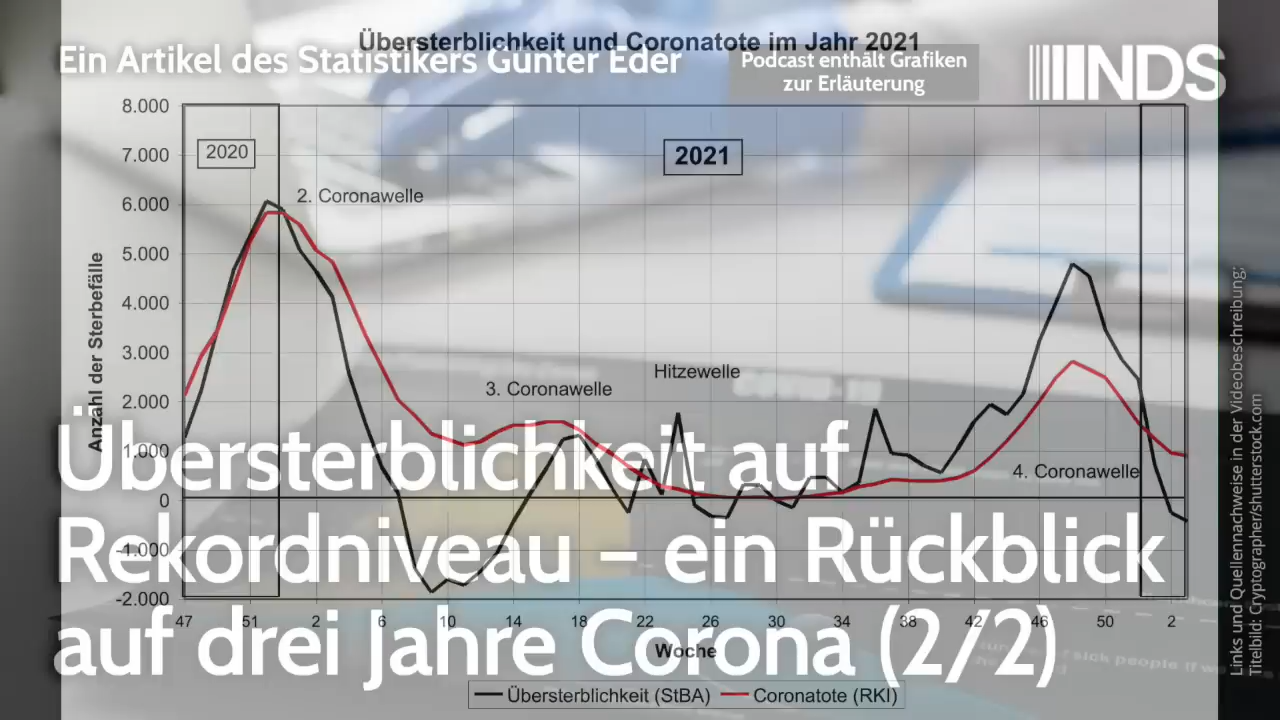 Übersterblichkeit und Coronatote im Jahr 2021
Ein Artikel des Statistikers Günter Eder
Podcast enthält Grafiken
zur Erläuterung
NDS
8.000
7.000
6.000
5.000
4.000
3.000
2.000
1.000
0
-1.000
-2.000
Anzahl der Sterbefälle
2020
2021
2. Coronawelle
3. Coronawelle
Hitzewelle
4. Coronawelle
Übersterblichkeit auf
Rekordniveau – ein Rückblick
auf drei Jahre Corona (2/2)
47 51 2 6 10 14 18 22 26 30 34 38 42 46 50 2
Woche
Übersterblichkeit (StBA) Coronatote (RKI)
Links und Quellennachweise in der Videobeschreibung;
Titelbild: Cryptographer/shutterstock.com